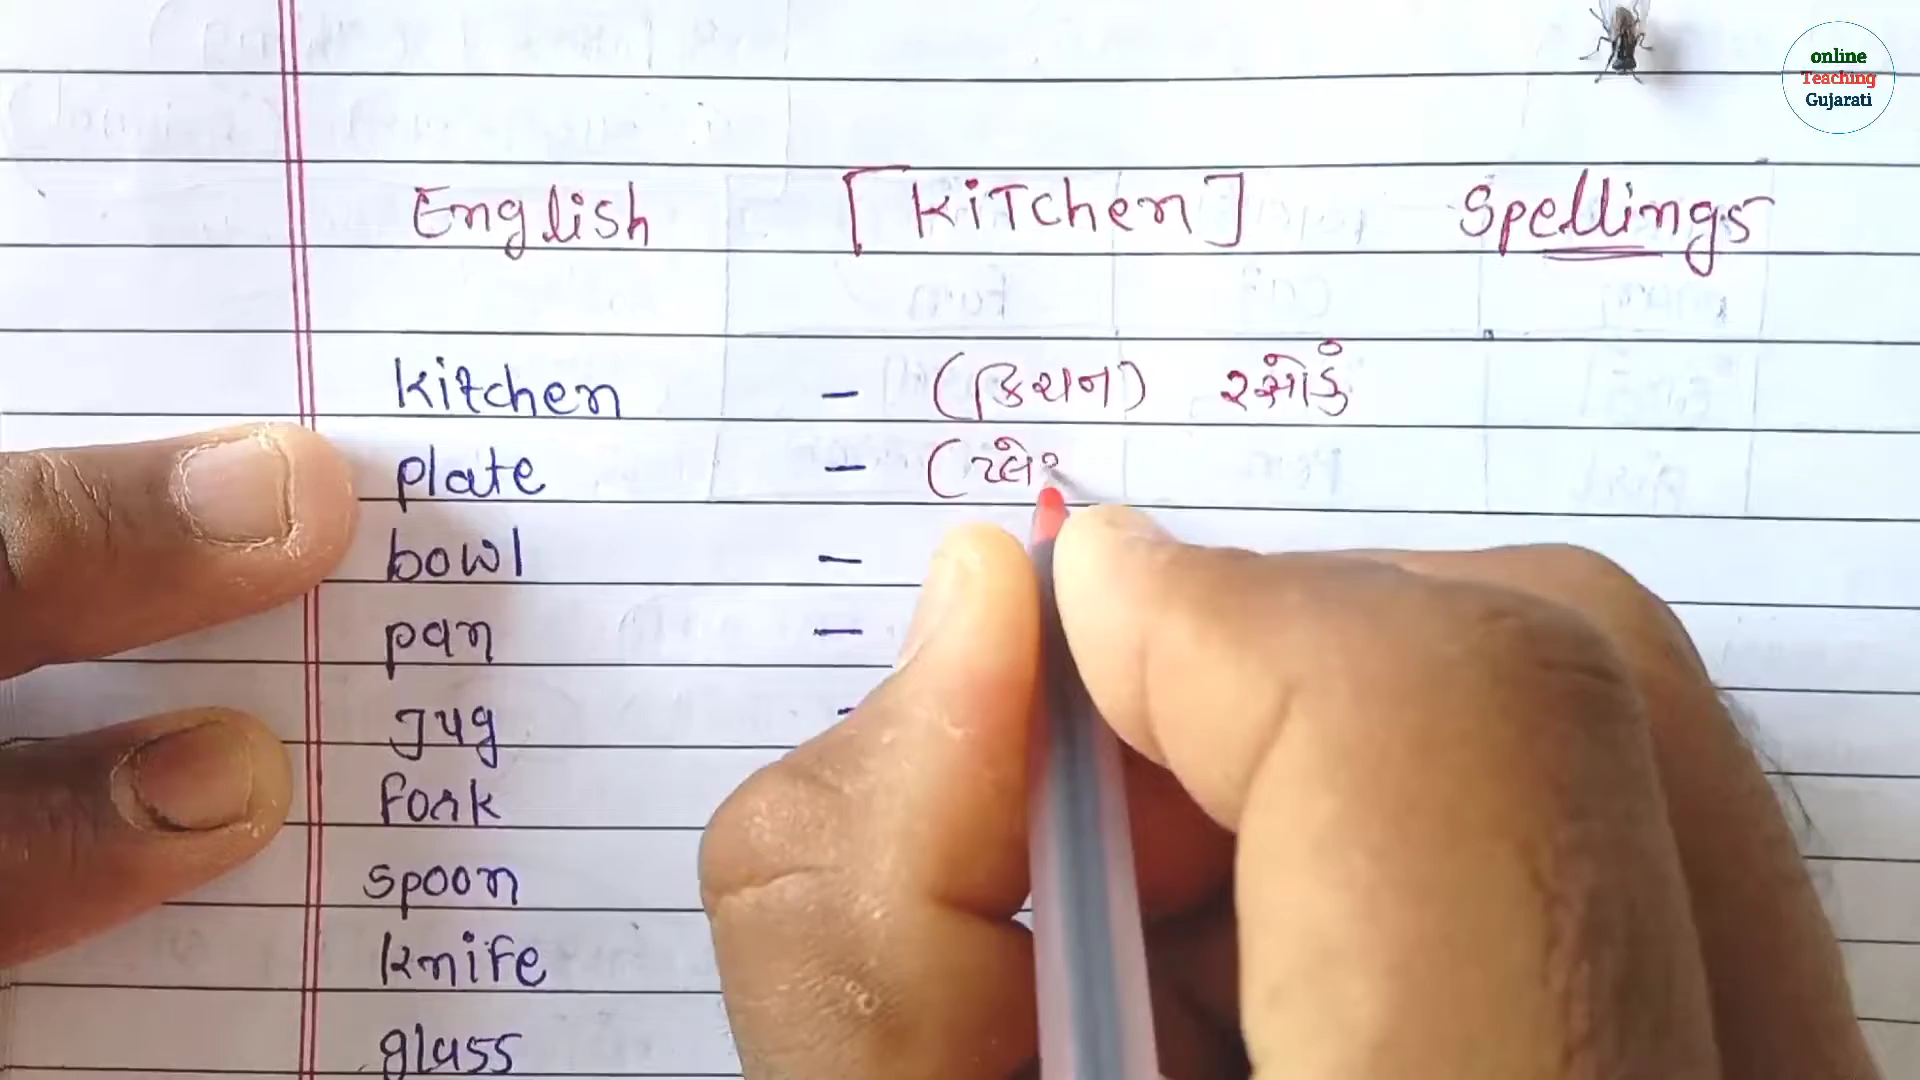 online
Teaching
Gujarati
English [Kitchen] Spellings
kitchen - (કિચન) રસોડું
plate - (પ્લે
bowl -
pan -
Jug -
Fork
spoon
knife
glass